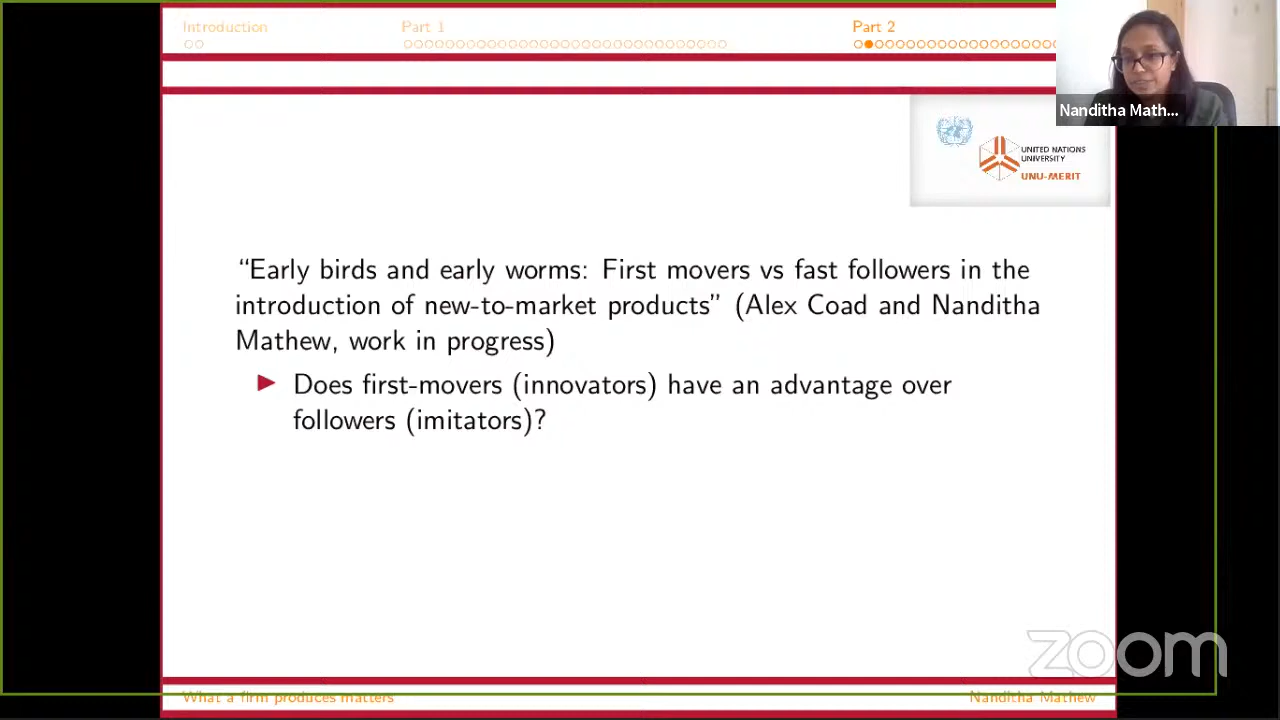 Introduction
Part 1
Part 2
Nanditha Math...
UNITED NATIONS
UNIVERSITY
UNU-MERIT
“Early birds and early worms: First movers vs fast followers in the
introduction of new-to-market products” (Alex Coad and Nanditha
Mathew, work in progress)
Does first-movers (innovators) have an advantage over
followers (imitators)?
zoom
What a firm produces matters
Nanditha Mathew